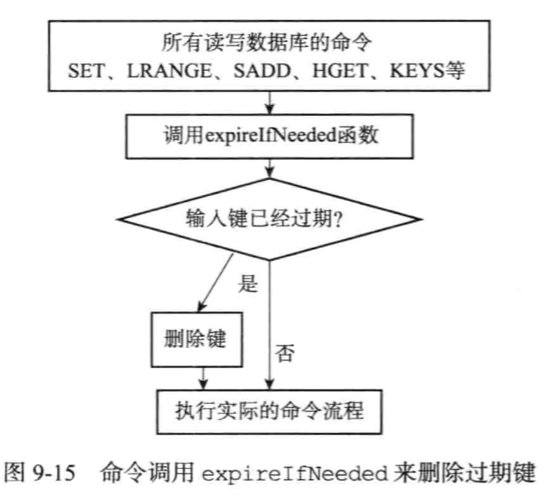 所有读写数据库的命令
SET、LRANGE、SADD、HGET、KEYS等
调用expireIfNeeded函数
输入键已经过期？
是
删除键
否
执行实际的命令流程
图 9-15 命令调用 expireIfNeeded 来删除过期键